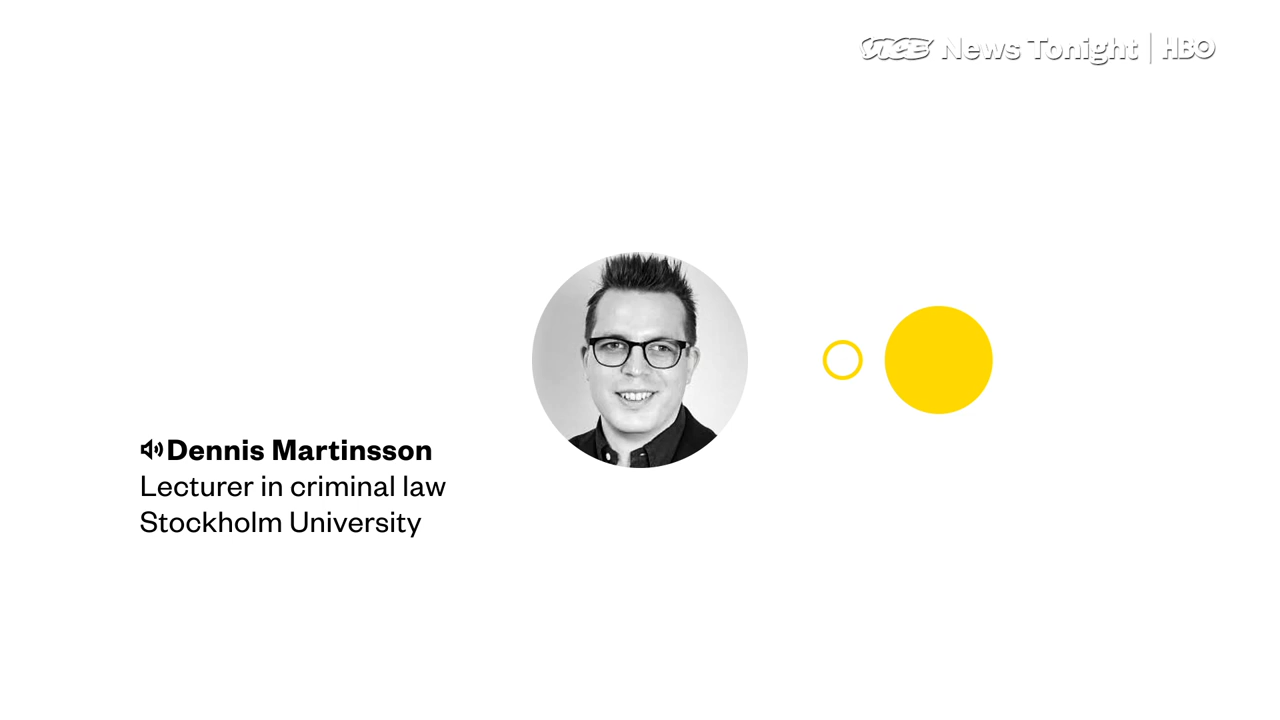 VICE News Tonight | HBO
Dennis Martinsson
Lecturer in criminal law
Stockholm University